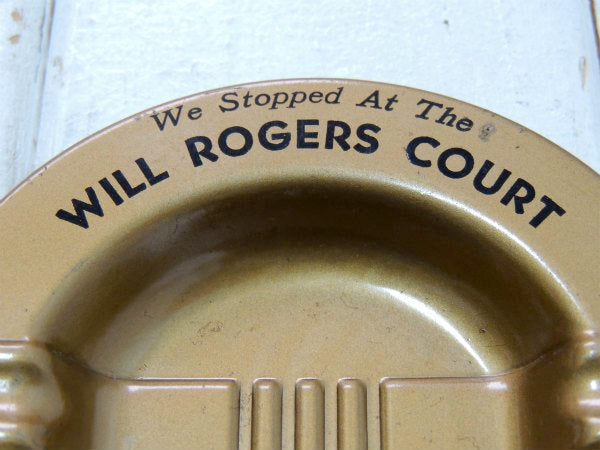 We Stopped At The
WILL ROGERS COURT